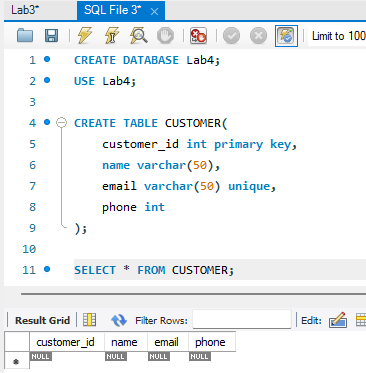 Lab3*
SQL File 3*
Limit to 100
1 CREATE DATABASE Lab4;
2 USE Lab4;
3
4 CREATE TABLE CUSTOMER(
5 customer_id int primary key,
6 name varchar(50),
7 email varchar(50) unique,
8 phone int
9 );
10
11 SELECT * FROM CUSTOMER;
Result Grid Filter Rows: Edit:
customer_id name email phone
* NULL NULL NULL NULL